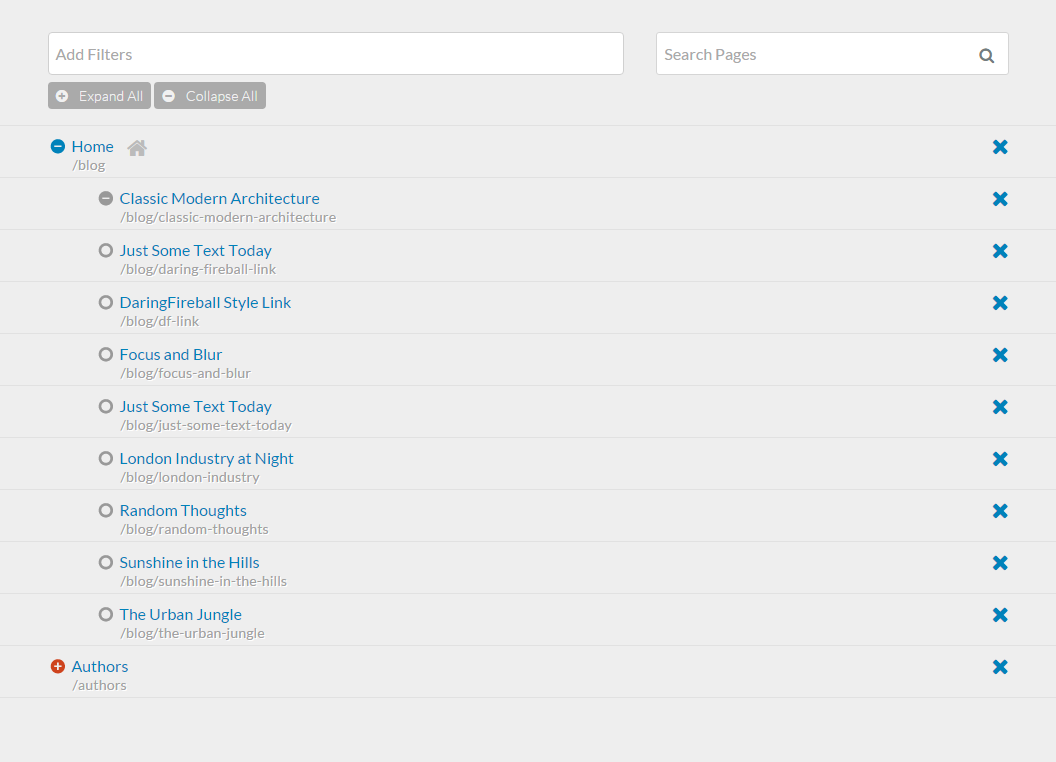 Add Filters
Search Pages
Expand All
Collapse All
Home
/blog
Classic Modern Architecture
/blog/classic-modern-architecture
Just Some Text Today
/blog/daring-fireball-link
DaringFireball Style Link
/blog/df-link
Focus and Blur
/blog/focus-and-blur
Just Some Text Today
/blog/just-some-text-today
London Industry at Night
/blog/london-industry
Random Thoughts
/blog/random-thoughts
Sunshine in the Hills
/blog/sunshine-in-the-hills
The Urban Jungle
/blog/the-urban-jungle
Authors
/authors